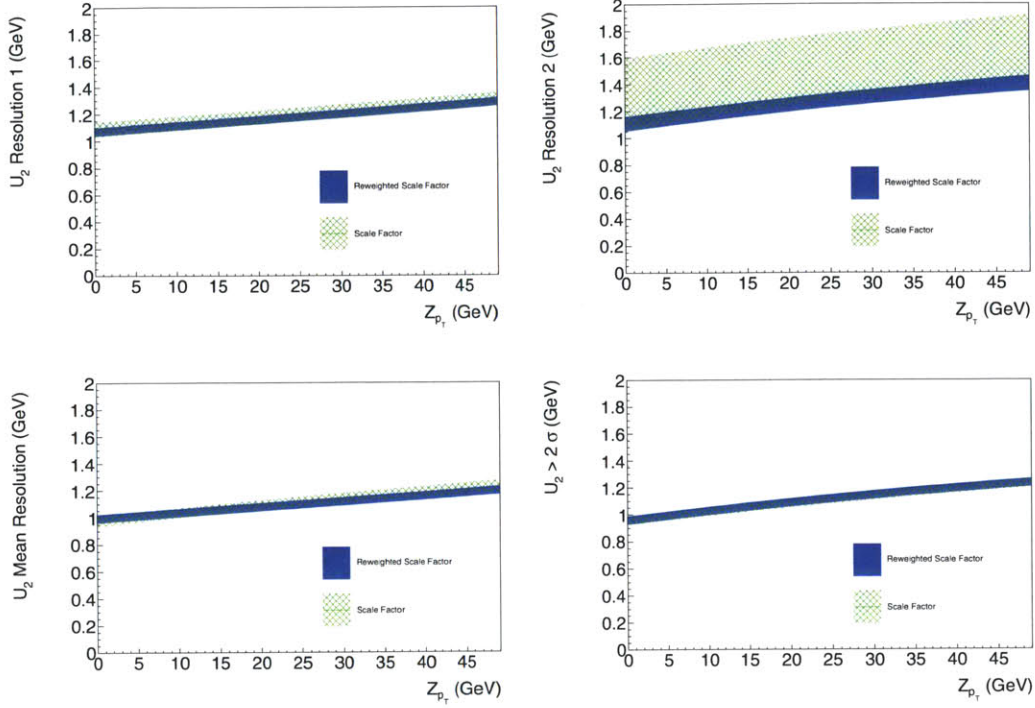 U2 Resolution 1 (GeV)
2
1.8
1.6
1.4
1.2
1
0.8
0.6
0.4
0.2
0
0 5 10 15 20 25 30 35 40 45
Z pT (GeV)
Reweighted Scale Factor
Scale Factor
U2 Resolution 2 (GeV)
2
1.8
1.6
1.4
1.2
1
0.8
0.6
0.4
0.2
0
0 5 10 15 20 25 30 35 40 45
Z pT (GeV)
Reweighted Scale Factor
Scale Factor
U2 Mean Resolution (GeV)
2
1.8
1.6
1.4
1.2
1
0.8
0.6
0.4
0.2
0
0 5 10 15 20 25 30 35 40 45
Z pT (GeV)
Reweighted Scale Factor
Scale Factor
U2 > 2 σ (GeV)
2
1.8
1.6
1.4
1.2
1
0.8
0.6
0.4
0.2
0
0 5 10 15 20 25 30 35 40 45
Z pT (GeV)
Reweighted Scale Factor
Scale Factor